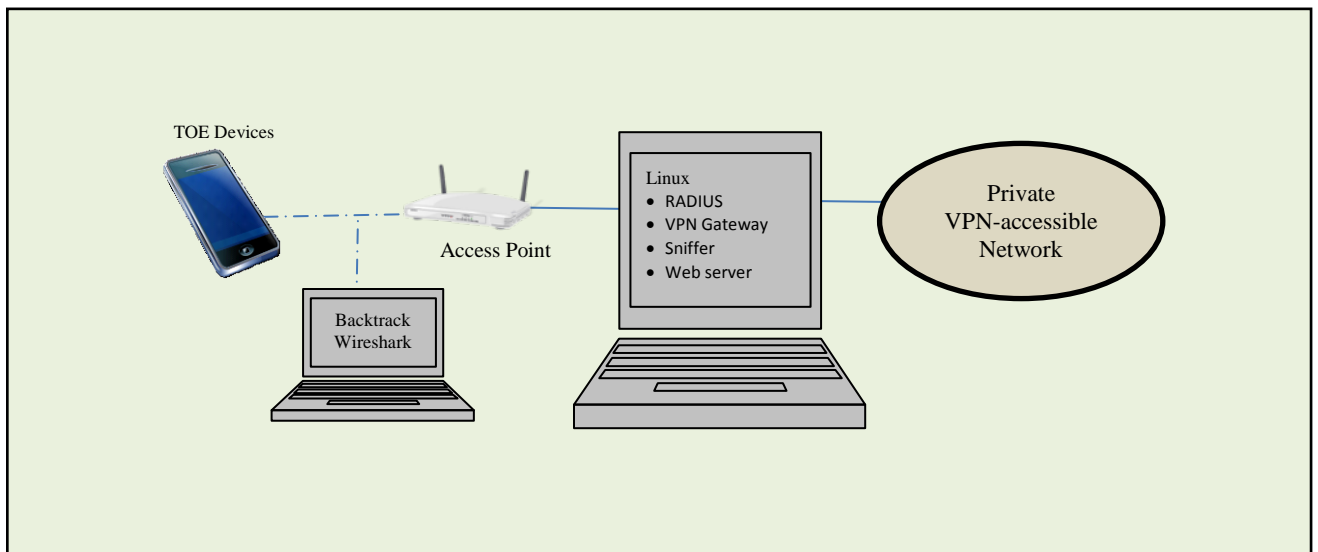 TOE Devices
Access Point
Backtrack
Wireshark
Linux
• RADIUS
• VPN Gateway
• Sniffer
• Web server
Private
VPN-accessible
Network